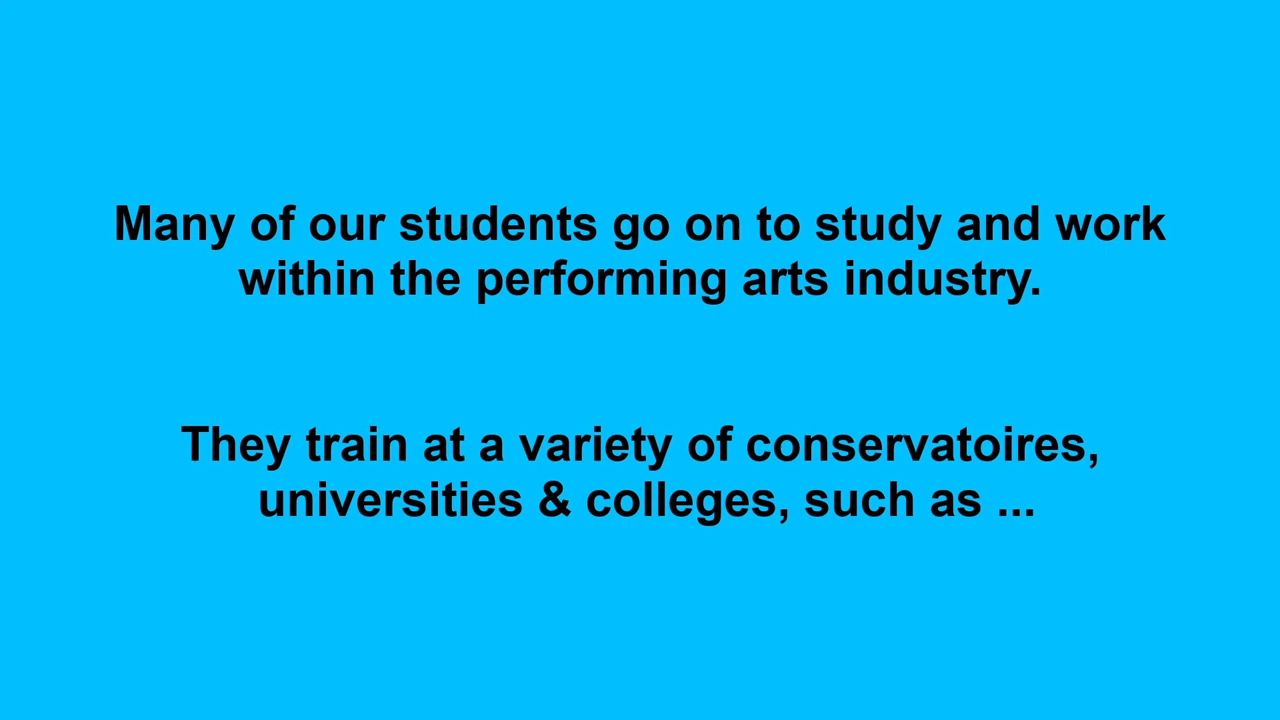 Many of our students go on to study and work
within the performing arts industry.
They train at a variety of conservatoires,
universities & colleges, such as ...